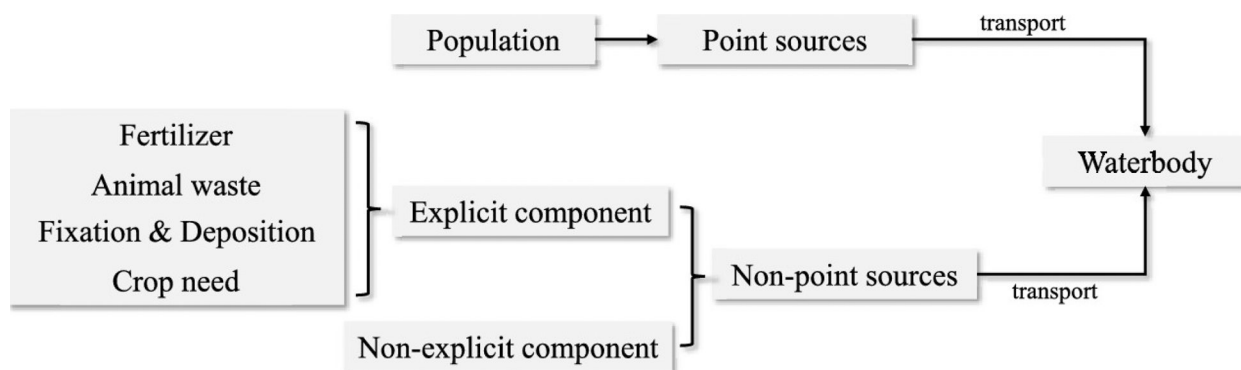 Population
Point sources
transport
Waterbody
Fertilizer
Animal waste
Fixation & Deposition
Crop need
Explicit component
Non-explicit component
Non-point sources
transport